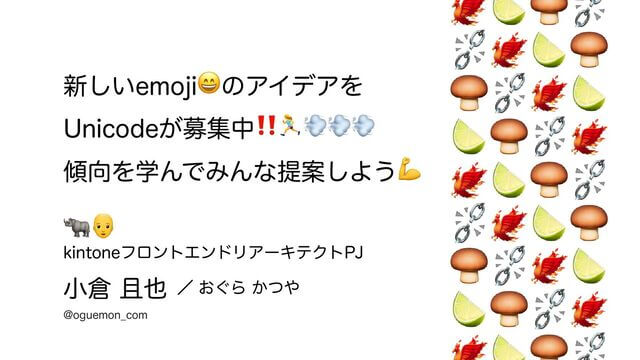 新しいemoji😄のアイデアを
Unicodeが募集中‼️🏃💨💨💨
傾向を学んでみんな提案しよう💪
🦏👨‍🦲
kintoneフロントエンドリアーキテクトPJ
小倉 且也 / おぐら かつや
@oguemon_com